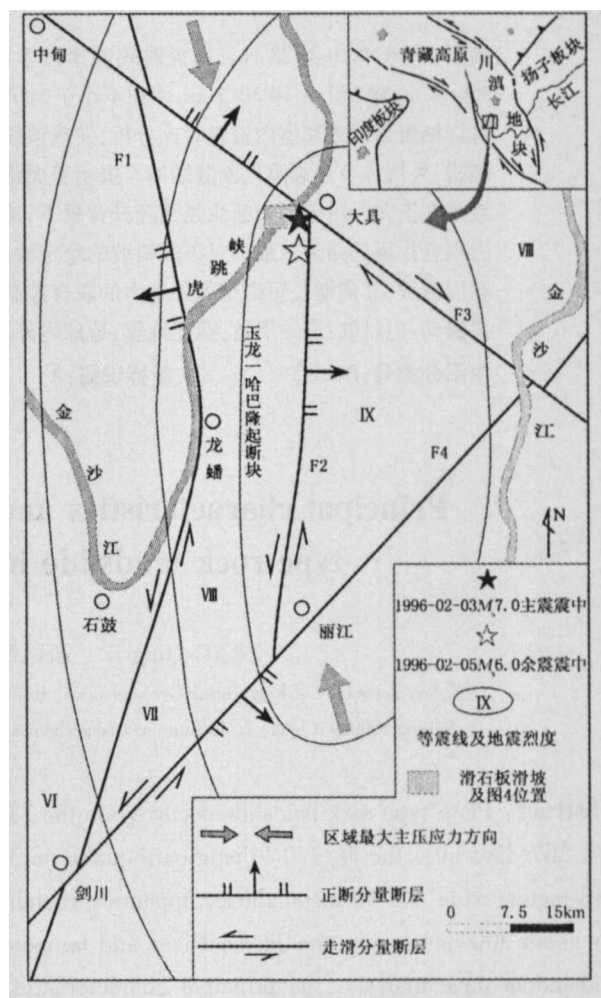 中甸
青藏高原
川
滇
地
块
扬子板块
长江
印度板块
F1
大具
Ⅷ
虎
跳
峡
金
沙
江
F3
玉龙—哈巴隆起断块
Ⅸ
F4
金
沙
江
龙
蟠
F2
N
石鼓
Ⅷ
丽江
Ⅶ
Ⅵ
剑川
1996-02-03Ms7.0主震震中
1996-02-05Ms6.0余震震中
Ⅸ
等震线及地震烈度
滑石板滑坡
及图4位置
区域最大主压应力方向
正断分量断层
走滑分量断层
0 7.5 15km